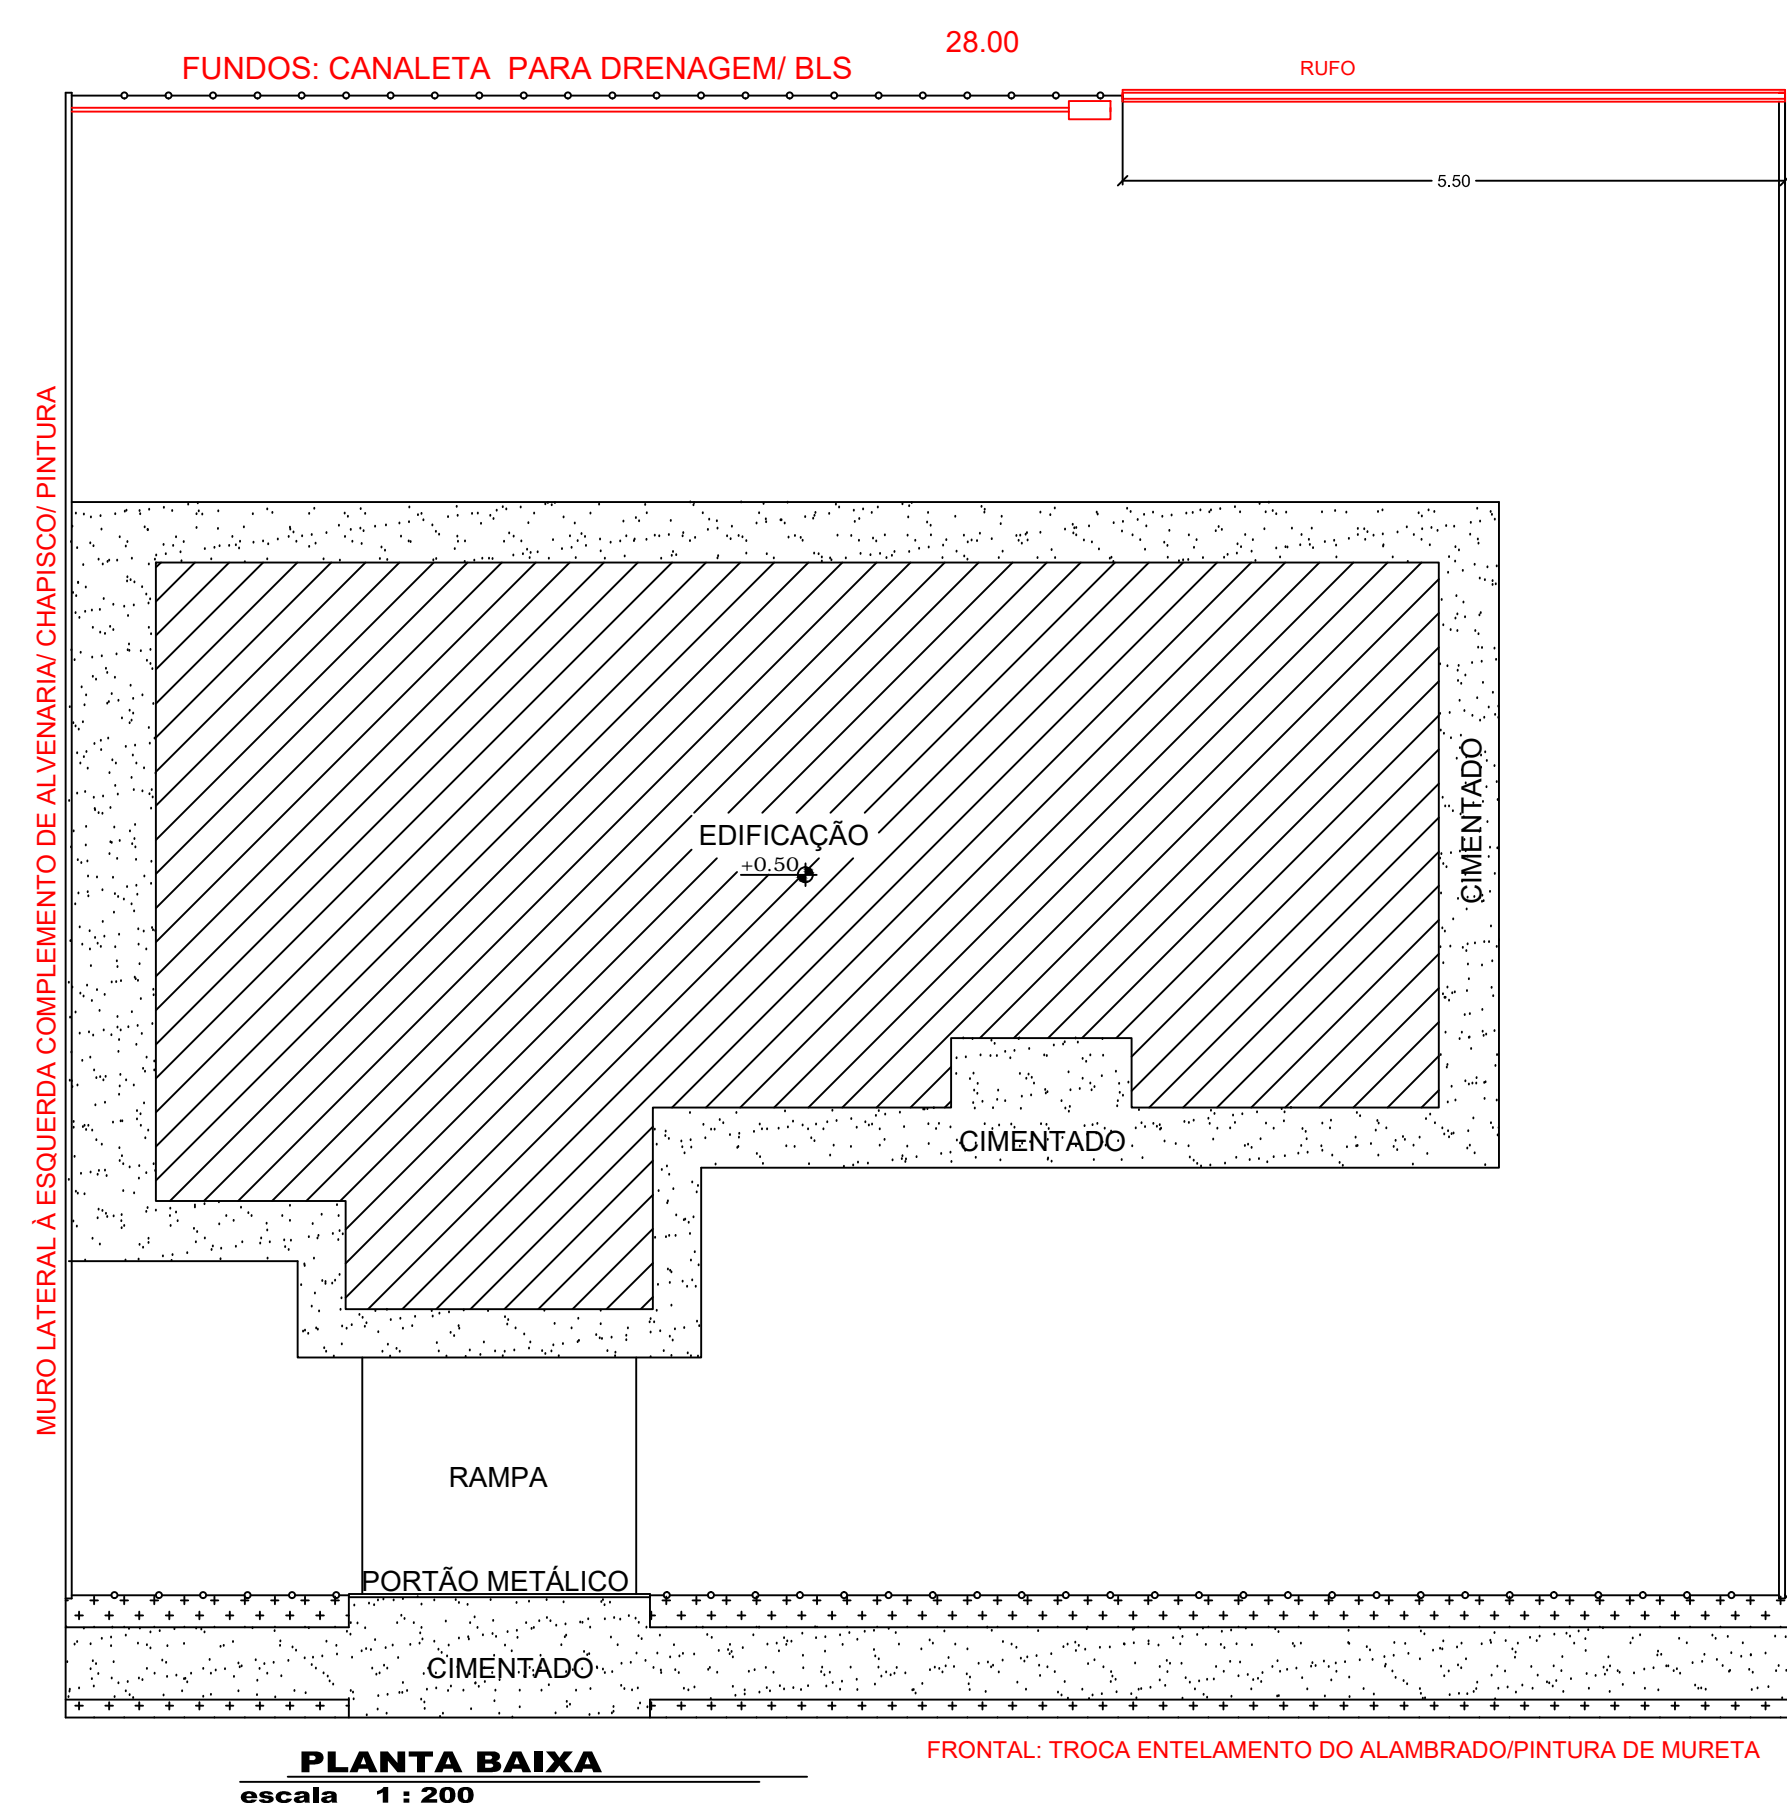 28.00
FUNDOS: CANALETA PARA DRENAGEM/ BLS
RUFO
5.50
MURO LATERAL À ESQUERDA COMPLEMENTO DE ALVENARIA/ CHAPISCO/ PINTURA
EDIFICAÇÃO
+0.50
CIMENTADO
CIMENTADO
RAMPA
PORTÃO METÁLICO
CIMENTADO
FRONTAL: TROCA ENTELAMENTO DO ALAMBRADO/PINTURA DE MURETA
PLANTA BAIXA
escala 1 : 200